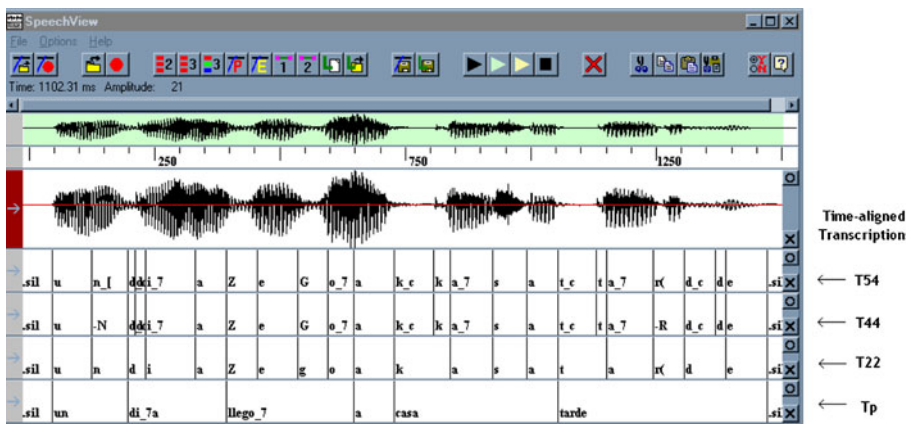 SpeechView
File Options Help
Time: 1102.31 ms Amplitude: 21
250 750 1250
Time-aligned
Transcription
.sil u n_[ d i_7 a Z e G o_7 a k_c k a_7 s a t_c t a_7 r( d_c d e .si T54
.sil u -N d i_7 a Z e G o_7 a k_c k a_7 s a t_c t a_7 -R d_c d e .si T44
.sil u n d i a Z e g o a k a s a t a r( d e .si T22
.sil un di_7a llego_7 a casa tarde .si Tp